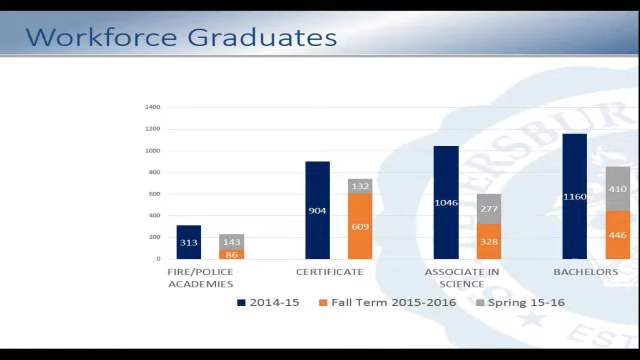 Workforce Graduates
1400
1200
1000
800
600
400
200
0
313
143
86
904
132
609
1046
277
328
1160
410
446
FIRE/POLICE
ACADEMIES
CERTIFICATE
ASSOCIATE IN
SCIENCE
BACHELORS
2014-15
Fall Term 2015-2016
Spring 15-16